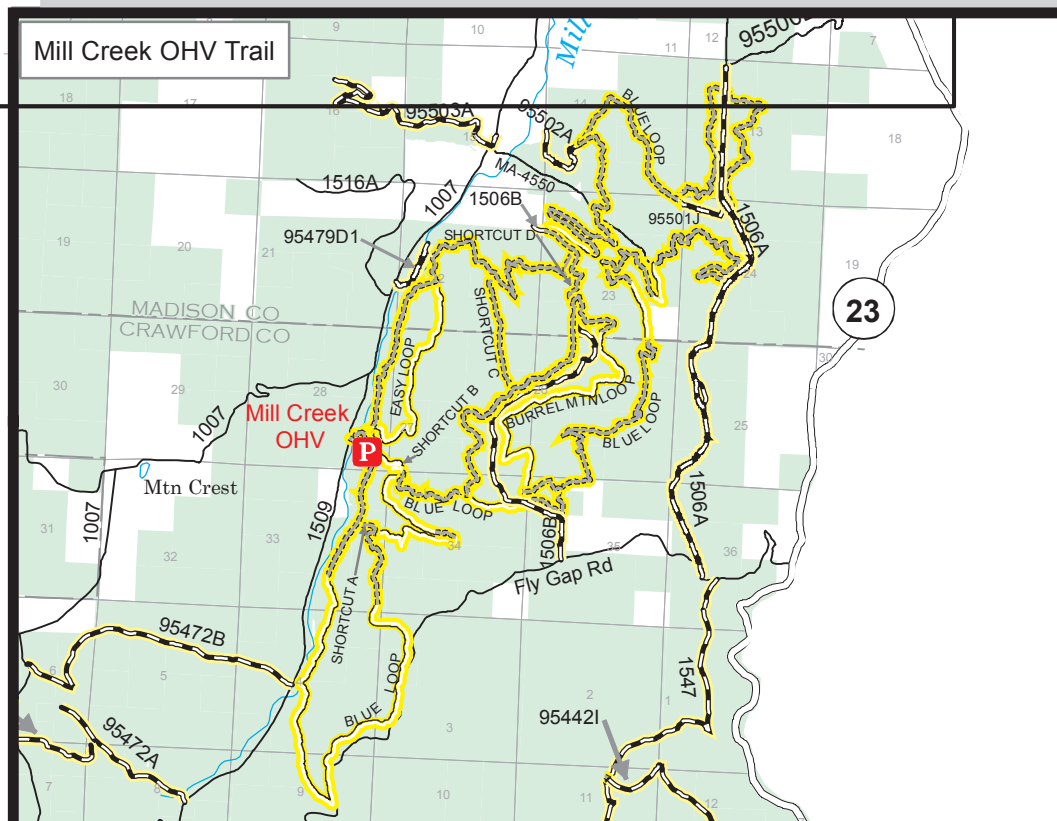 Mill Creek OHV Trail
10
Mill
11
12
95500
7
18
16
95503A
15
95502A
14
BLUE LOOP
13
18
MA-4550
1516A
1007
1506B
95501J
1506A
19
20
21
95479D1
SHORTCUT D
23
24
19
23
MADISON CO
CRAWFORD CO
SHORTCUT C
30
30
29
28
EASY LOOP
SHORTCUT B
BURREL MTN LOOP
BLUE LOOP
25
1007
Mill Creek
OHV
P
Mtn Crest
1007
1509
BLUE LOOP
1506B
1506A
31
32
33
34
35
36
Fly Gap Rd
SHORTCUT A
95472B
BLUE LOOP
1547
6
5
4
3
2
1
95442I
95472A
7
8
9
10
11
12